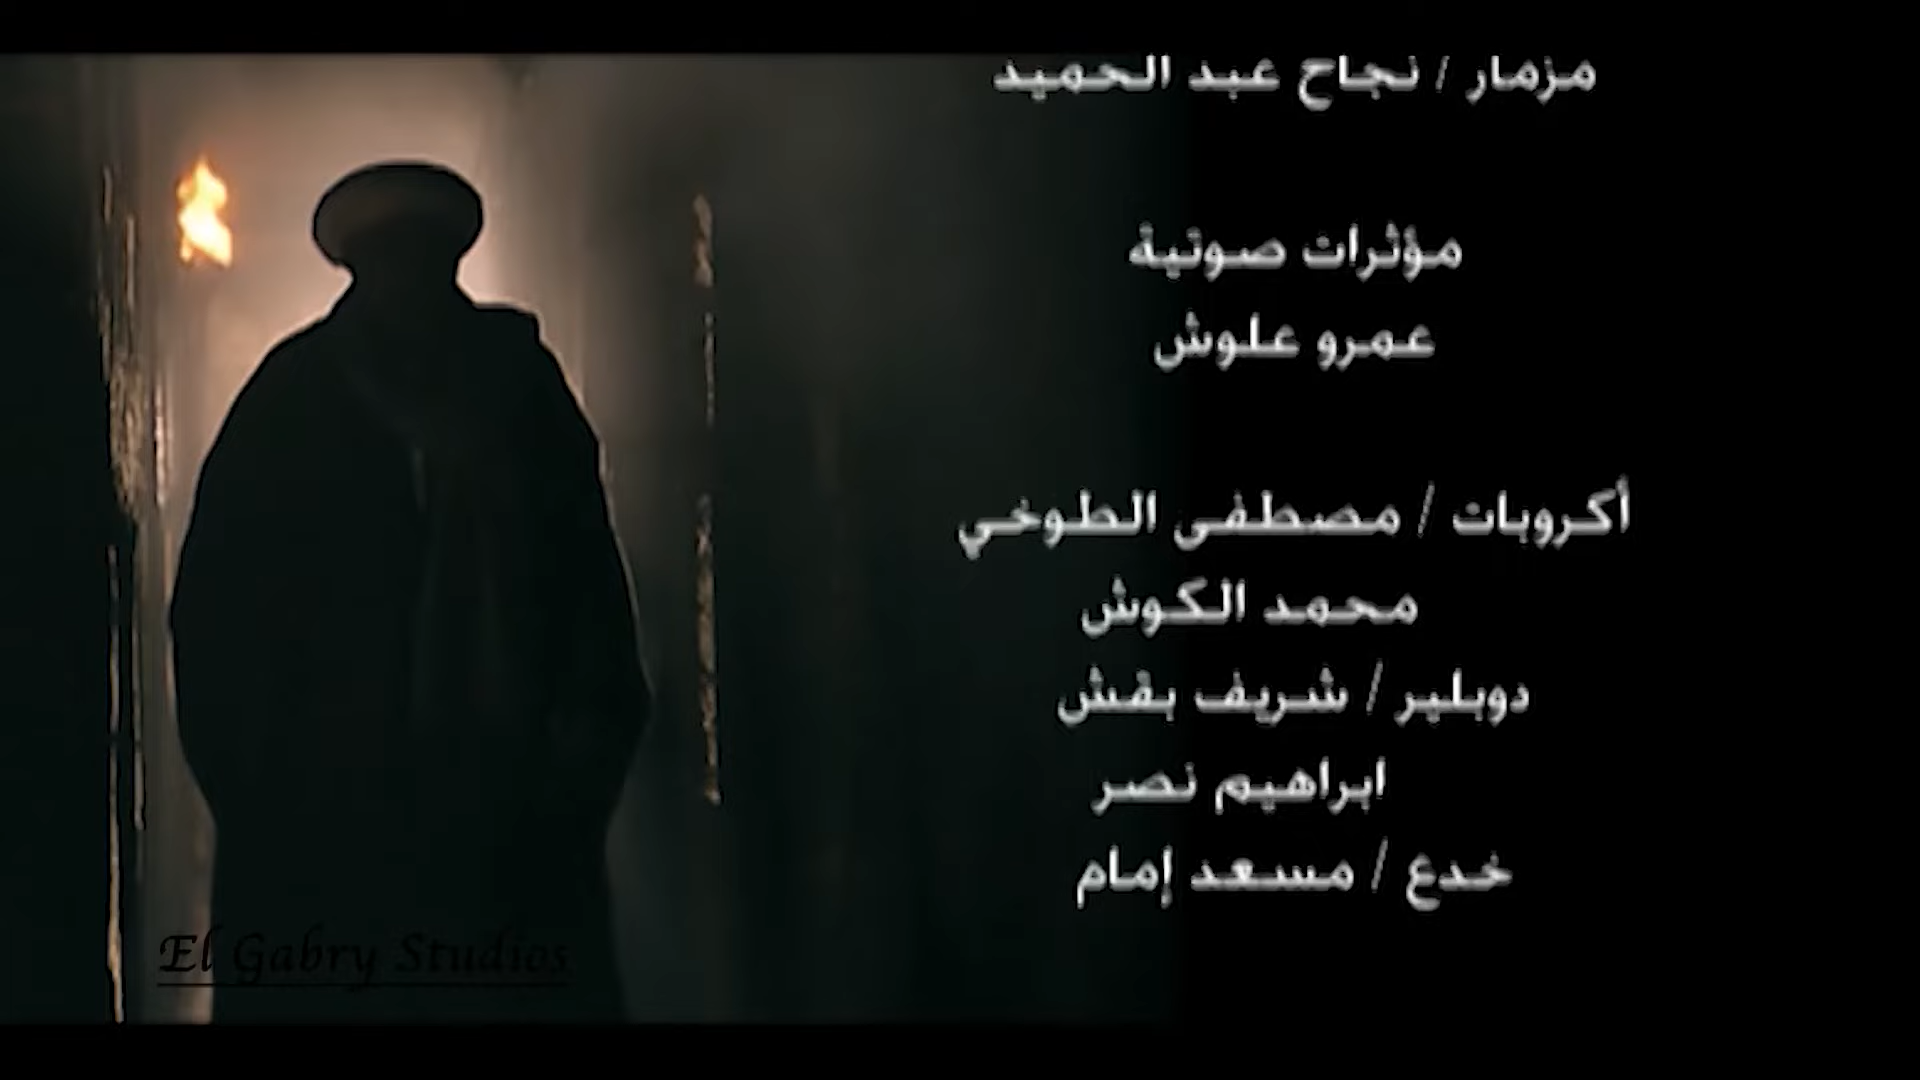 مزمار / نجاح عبد الحميد
مؤثرات صوتية
عمرو علوش
أكروبات / مصطفى الطوخي
محمد الكوش
دوبلير / شريف بقش
ابراهيم نصر
خدع / مسعد إمام
El Gabry Studios